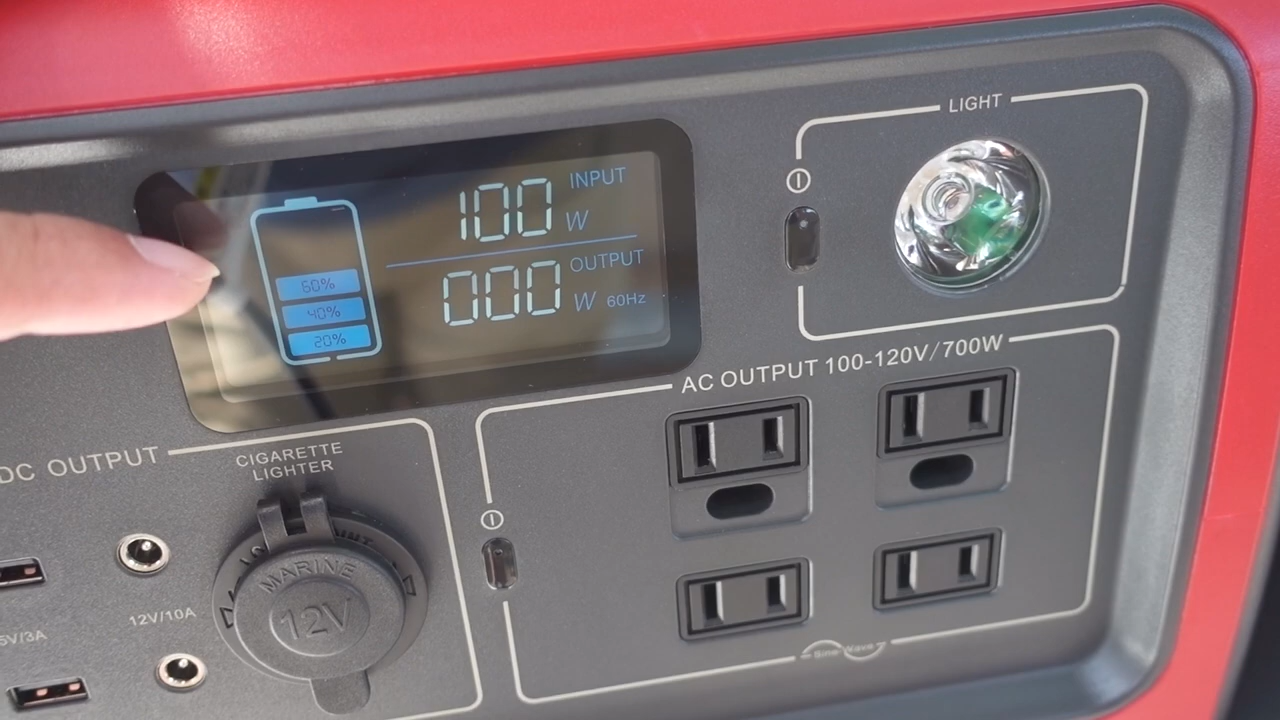 LIGHT
100 W INPUT
000 W OUTPUT
60Hz
60%
40%
20%
AC OUTPUT 100-120V/700W
DC OUTPUT
CIGARETTE
LIGHTER
MARINE
12V
12V/10A
5V/3A
Sine Wave